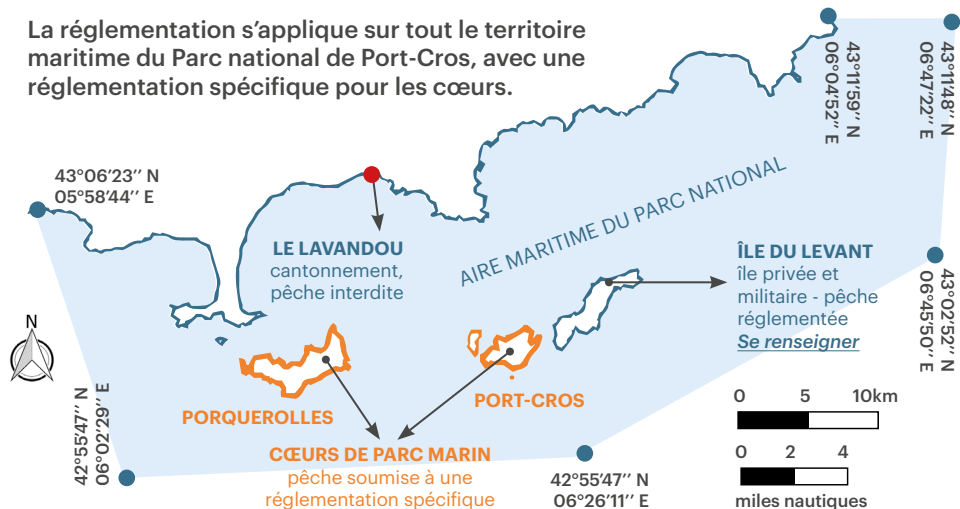 La réglementation s’applique sur tout le territoire
maritime du Parc national de Port-Cros, avec une
réglementation spécifique pour les cœurs.
43°11’59’’ N
06°04’52’’ E
43°11’48’’ N
06°47’22’’ E
43°06’23’’ N
05°58’44’’ E
AIRE MARITIME DU PARC NATIONAL
LE LAVANDOU
cantonnement,
pêche interdite
ÎLE DU LEVANT
île privée et
militaire - pêche
réglementée
Se renseigner
43°02’52’’ N
06°45’50’’ E
N
PORQUEROLLES
PORT-CROS
42°55’47’’ N
06°02’29’’ E
CŒURS DE PARC MARIN
pêche soumise à une
réglementation spécifique
42°55’47’’ N
06°26’11’’ E
0 5 10km
0 2 4
miles nautiques